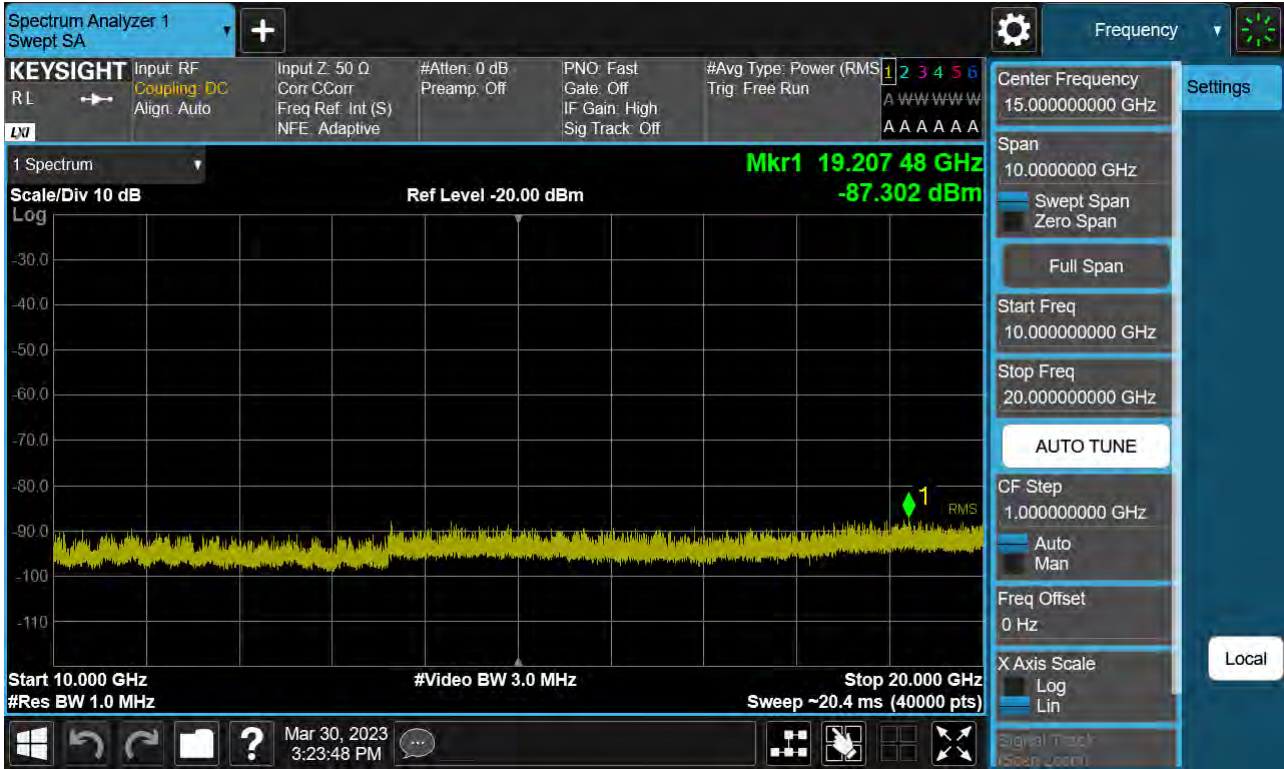 Spectrum Analyzer 1
Swept SA
+
Frequency
KEYSIGHT
RL
LXI
Input: RF
Coupling: DC
Align: Auto
Input Z: 50 Ω
Corr CCorr
Freq Ref: Int (S)
NFE: Adaptive
#Atten: 0 dB
Preamp: Off
PNO: Fast
Gate: Off
IF Gain: High
Sig Track: Off
#Avg Type: Power (RMS
Trig: Free Run
1 2 3 4 5 6
A W W W W W
A A A A A A
1 Spectrum
Scale/Div 10 dB
Ref Level -20.00 dBm
Mkr1 19.207 48 GHz
-87.302 dBm
Log
-30.0
-40.0
-50.0
-60.0
-70.0
-80.0
-90.0
-100
-110
1
RMS
Start 10.000 GHz
#Video BW 3.0 MHz
Stop 20.000 GHz
#Res BW 1.0 MHz
Sweep ~20.4 ms (40000 pts)
Center Frequency
15.000000000 GHz
Span
10.0000000 GHz
Swept Span
Zero Span
Full Span
Start Freq
10.000000000 GHz
Stop Freq
20.000000000 GHz
AUTO TUNE
CF Step
1.000000000 GHz
Auto
Man
Freq Offset
0 Hz
X Axis Scale
Log
Lin
Signal Track
(Span Zoom)
Settings
Local
?
Mar 30, 2023
3:23:48 PM